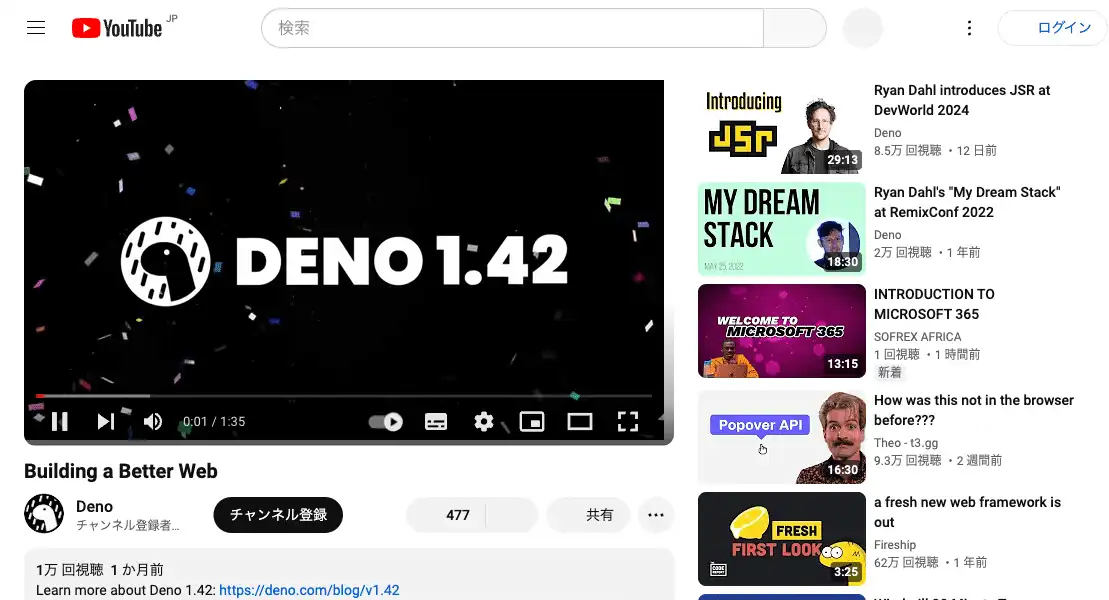 YouTube JP
検索
ログイン
DENO 1.42
0:01 / 1:35
Building a Better Web
Deno
チャンネル登録者...
チャンネル登録
477
共有
1万 回視聴 1 か月前
Learn more about Deno 1.42: https://deno.com/blog/v1.42
Introducing
JSR
29:13
Ryan Dahl introduces JSR at
DevWorld 2024
Deno
8.5万 回視聴 ・12 日前
MY DREAM
STACK
MAY 25, 2022
18:30
Ryan Dahl's "My Dream Stack"
at RemixConf 2022
Deno
2万 回視聴 ・1 年前
WELCOME TO
MICROSOFT 365
13:15
INTRODUCTION TO
MICROSOFT 365
SOFREX AFRICA
1 回視聴 ・1 時間前
新着
Popover API
16:30
How was this not in the browser
before???
Theo - t3․gg
9.3万 回視聴 ・2 週間前
FRESH
FIRST LOOK
CODE
REPORT
3:25
a fresh new web framework is
out
Fireship
62万 回視聴 ・1 年前